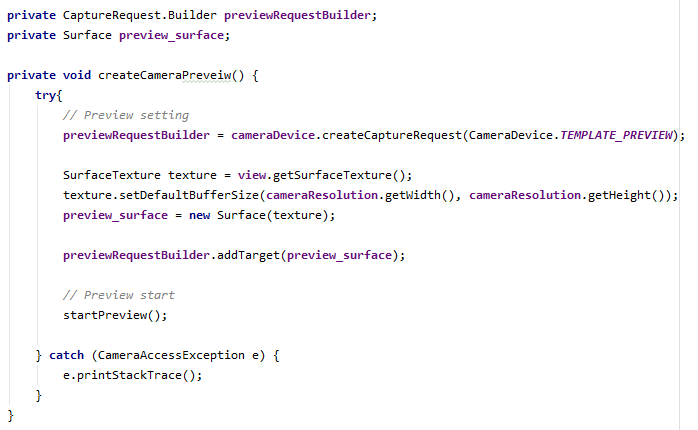 private CaptureRequest.Builder previewRequestBuilder;
private Surface preview_surface;

private void createCameraPreveiw() {
    try{
        // Preview setting
        previewRequestBuilder = cameraDevice.createCaptureRequest(CameraDevice.TEMPLATE_PREVIEW);

        SurfaceTexture texture = view.getSurfaceTexture();
        texture.setDefaultBufferSize(cameraResolution.getWidth(), cameraResolution.getHeight());
        preview_surface = new Surface(texture);

        previewRequestBuilder.addTarget(preview_surface);

        // Preview start
        startPreview();

    } catch (CameraAccessException e) {
        e.printStackTrace();
    }
}